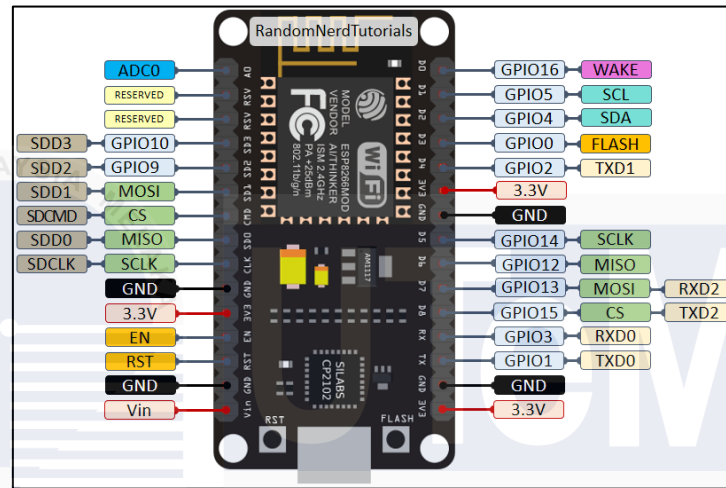 RandomNerdTutorials
ADC0 A0
RESERVED RSV
RESERVED RSV
SDD3 GPIO10 SD3
SDD2 GPIO9 SD2
SDD1 MOSI SD1
SDCMD CS CMD
SDD0 MISO SD0
SDCLK SCLK CLK
GND GND
3.3V 3V3
EN EN
RST RST
GND GND
Vin Vin
D0 GPIO16 WAKE
D1 GPIO5 SCL
D2 GPIO4 SDA
D3 GPIO0 FLASH
D4 GPIO2 TXD1
3V3 3.3V
GND GND
D5 GPIO14 SCLK
D6 GPIO12 MISO
D7 GPIO13 MOSI RXD2
D8 GPIO15 CS TXD2
RX GPIO3 RXD0
TX GPIO1 TXD0
GND GND
3V3 3.3V
MODEL
VENDOR
ESP8266MOD
AI/THINKER
ISM 2.4GHz
PA +25dBm
802.11b/g/n
FC
WiFi
AM1117
SILABS
CP2102
RST
FLASH